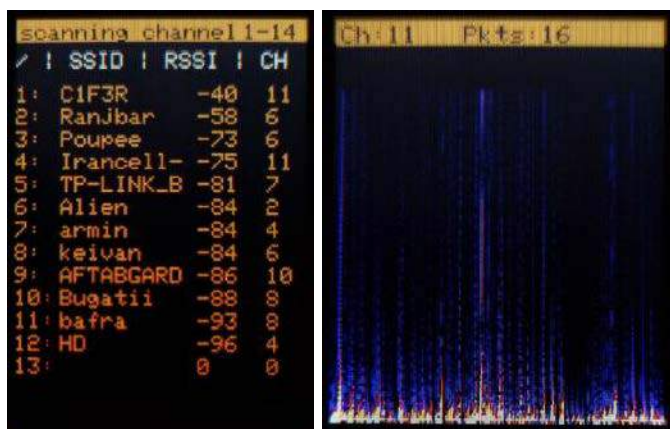 scanning channel 1-14
/ | SSID | RSSI | CH
1: C1F3R -40 11
2: Ranjbar -58 6
3: Poupee -73 6
4: Irancell- -75 11
5: TP-LINK_B -81 7
6: Alien -84 2
7: armin -84 4
8: keivan -84 6
9: AFTABGARD -86 10
10: Bugatii -88 8
11: bafra -93 8
12: HD -96 4
13: 0 0
Ch:11 Pkts:16